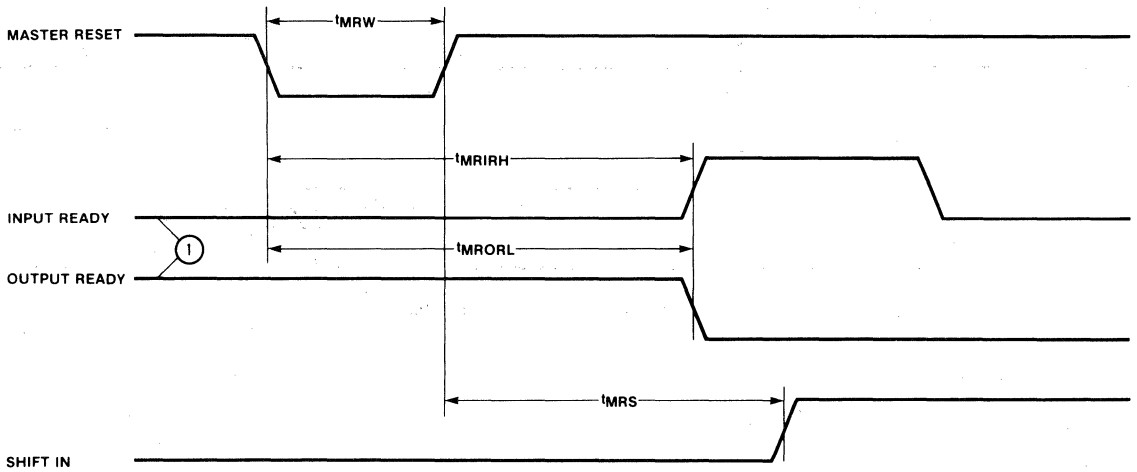 tMRW
MASTER RESET
tMRIRH
INPUT READY
1
tMRORL
OUTPUT READY
tMRS
SHIFT IN